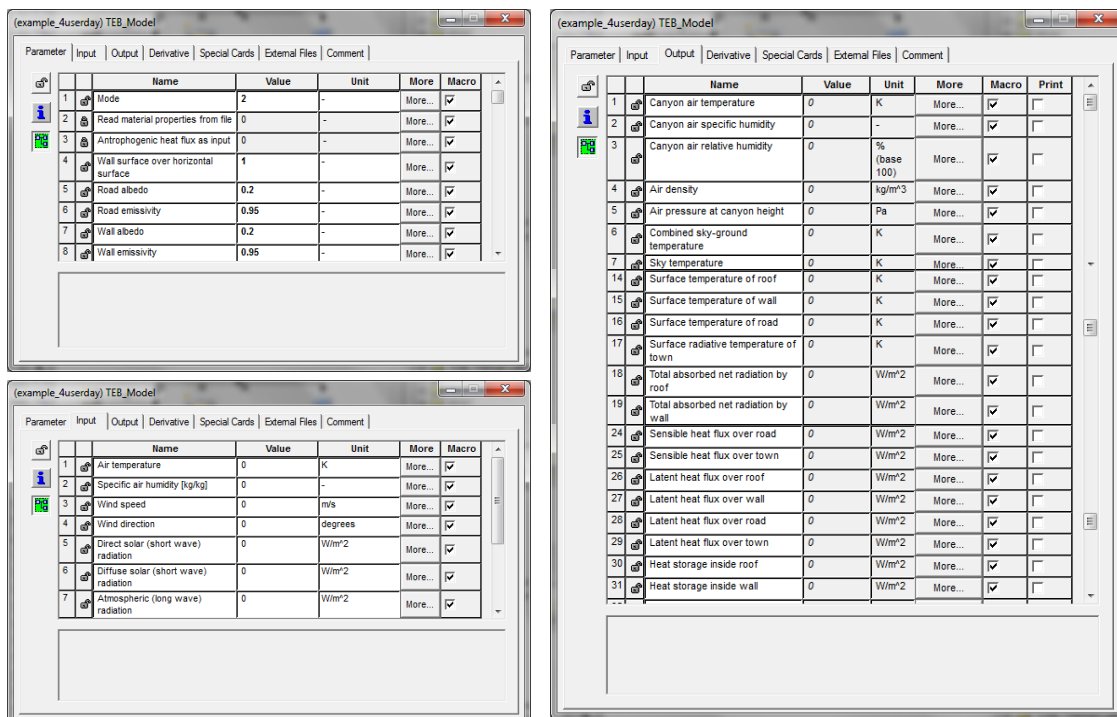 (example_4userday) TEB_Model
Parameter Input Output Derivative Special Cards External Files Comment
Name Value Unit More Macro
1 Mode 2 - More...
2 Read material properties from file 0 - More...
3 Antrophogenic heat flux as input 0 - More...
4 Wall surface over horizontal
surface 1 - More...
5 Road albedo 0.2 - More...
6 Road emissivity 0.95 - More...
7 Wall albedo 0.2 - More...
8 Wall emissivity 0.95 - More...
(example_4userday) TEB_Model
Parameter Input Output Derivative Special Cards External Files Comment
Name Value Unit More Macro
1 Air temperature 0 K More...
2 Specific air humidity [kg/kg] 0 - More...
3 Wind speed 0 m/s More...
4 Wind direction 0 degrees More...
5 Direct solar (short wave)
radiation 0 W/m^2 More...
6 Diffuse solar (short wave)
radiation 0 W/m^2 More...
7 Atmospheric (long wave)
radiation 0 W/m^2 More...
(example_4userday) TEB_Model
Parameter Input Output Derivative Special Cards External Files Comment
Name Value Unit More Macro Print
1 Canyon air temperature 0 K More...
2 Canyon air specific humidity 0 - More...
3 Canyon air relative humidity 0 %
(base
100) More...
4 Air density 0 kg/m^3 More...
5 Air pressure at canyon height 0 Pa More...
6 Combined sky-ground
temperature 0 K More...
7 Sky temperature 0 K More...
14 Surface temperature of roof 0 K More...
15 Surface temperature of wall 0 K More...
16 Surface temperature of road 0 K More...
17 Surface radiative temperature of
town 0 K More...
18 Total absorbed net radiation by
roof 0 W/m^2 More...
19 Total absorbed net radiation by
wall 0 W/m^2 More...
24 Sensible heat flux over road 0 W/m^2 More...
25 Sensible heat flux over town 0 W/m^2 More...
26 Latent heat flux over roof 0 W/m^2 More...
27 Latent heat flux over wall 0 W/m^2 More...
28 Latent heat flux over road 0 W/m^2 More...
29 Latent heat flux over town 0 W/m^2 More...
30 Heat storage inside roof 0 W/m^2 More...
31 Heat storage inside wall 0 W/m^2 More...